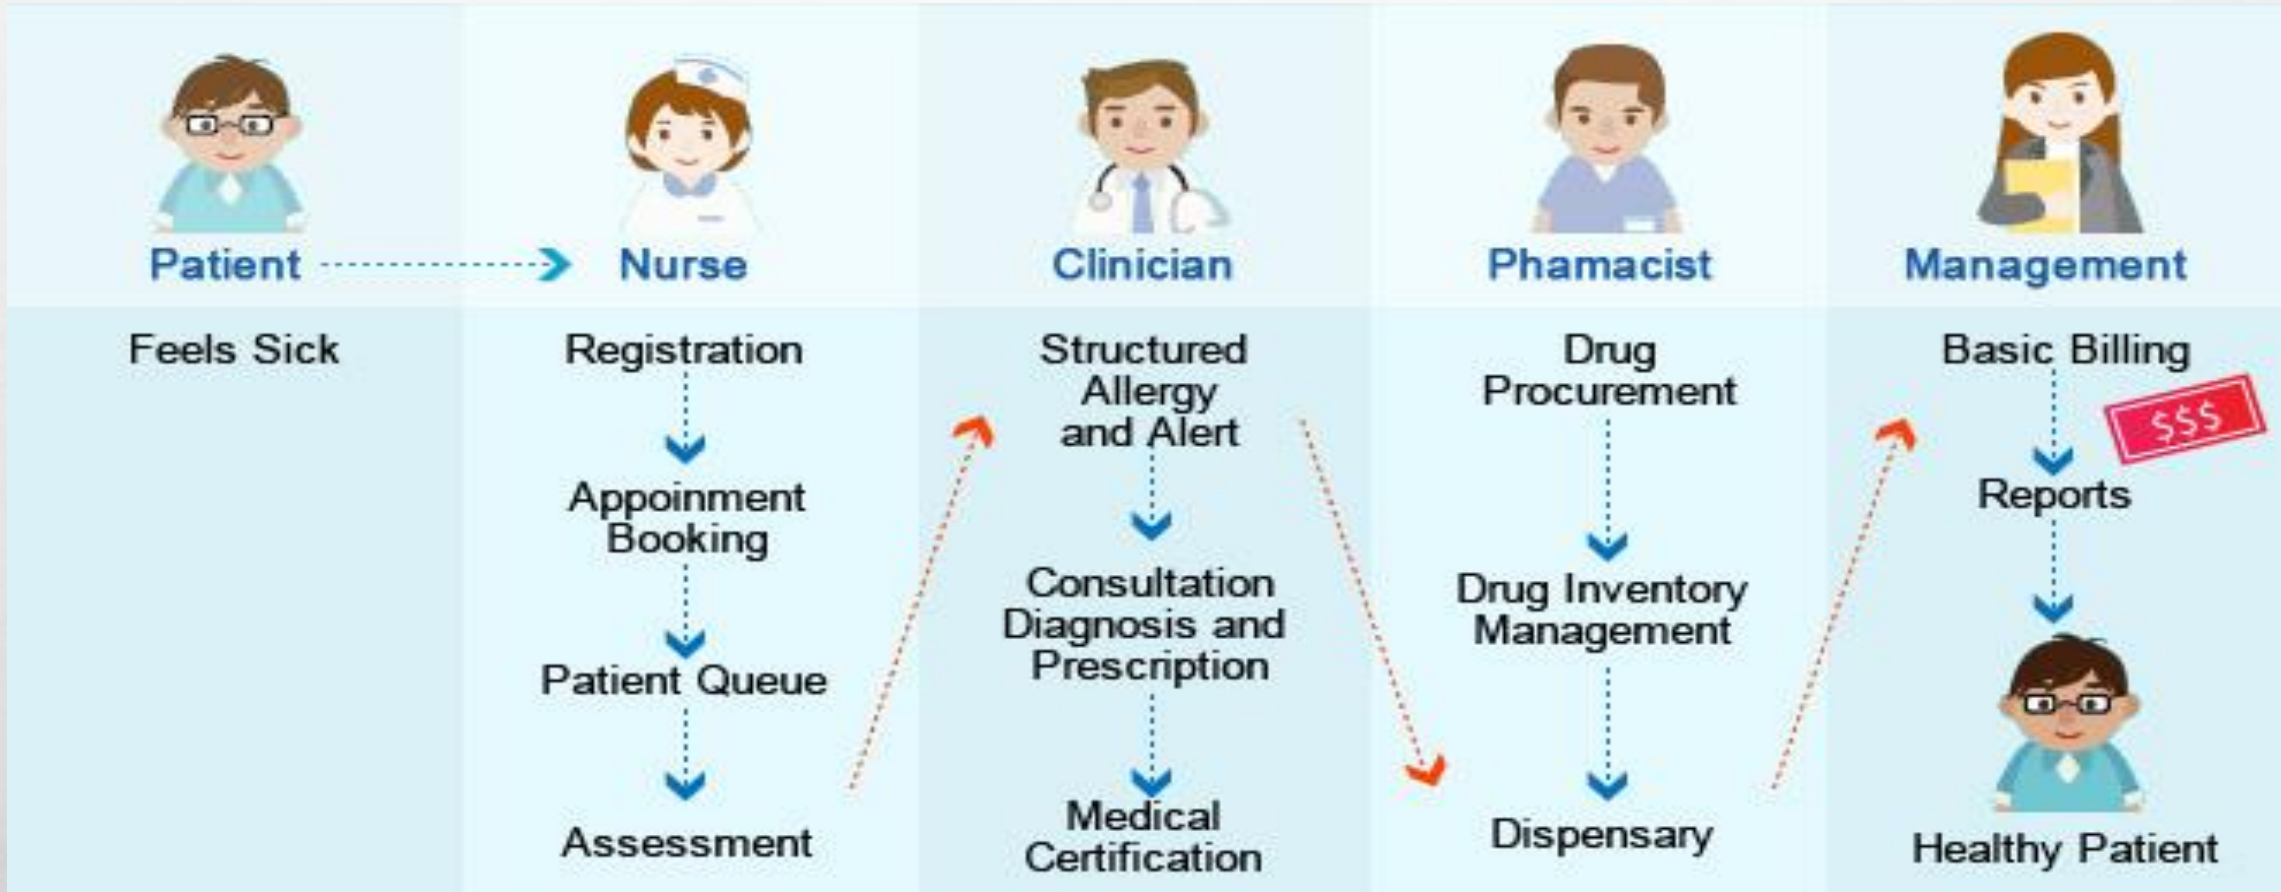 Patient
Nurse
Clinician
Phamacist
Management
Feels Sick
Registration
Appoinment
Booking
Patient Queue
Assessment
Structured
Allergy
and Alert
Consultation
Diagnosis and
Prescription
Medical
Certification
Drug
Procurement
Drug Inventory
Management
Dispensary
Basic Billing
$$$
Reports
Healthy Patient